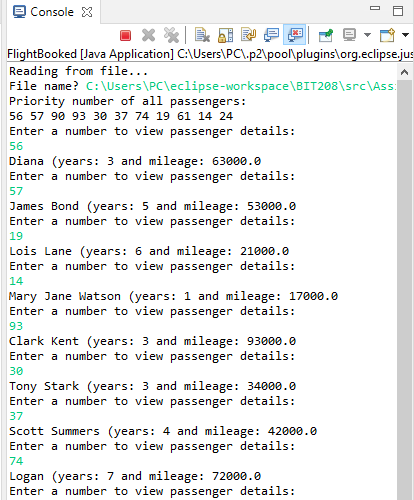 Console
FlightBooked [Java Application] C:\Users\PC\.p2\pool\plugins\org.eclipse.jus
Reading from file...
File name? C:\Users\PC\eclipse-workspace\BIT208\src\Ass
Priority number of all passengers:
56 57 90 93 30 37 74 19 61 14 24
Enter a number to view passenger details:
56
Diana (years: 3 and mileage: 63000.0
Enter a number to view passenger details:
57
James Bond (years: 5 and mileage: 53000.0
Enter a number to view passenger details:
19
Lois Lane (years: 6 and mileage: 21000.0
Enter a number to view passenger details:
14
Mary Jane Watson (years: 1 and mileage: 17000.0
Enter a number to view passenger details:
93
Clark Kent (years: 3 and mileage: 93000.0
Enter a number to view passenger details:
30
Tony Stark (years: 3 and mileage: 34000.0
Enter a number to view passenger details:
37
Scott Summers (years: 4 and mileage: 42000.0
Enter a number to view passenger details:
74
Logan (years: 7 and mileage: 72000.0
Enter a number to view passenger details: